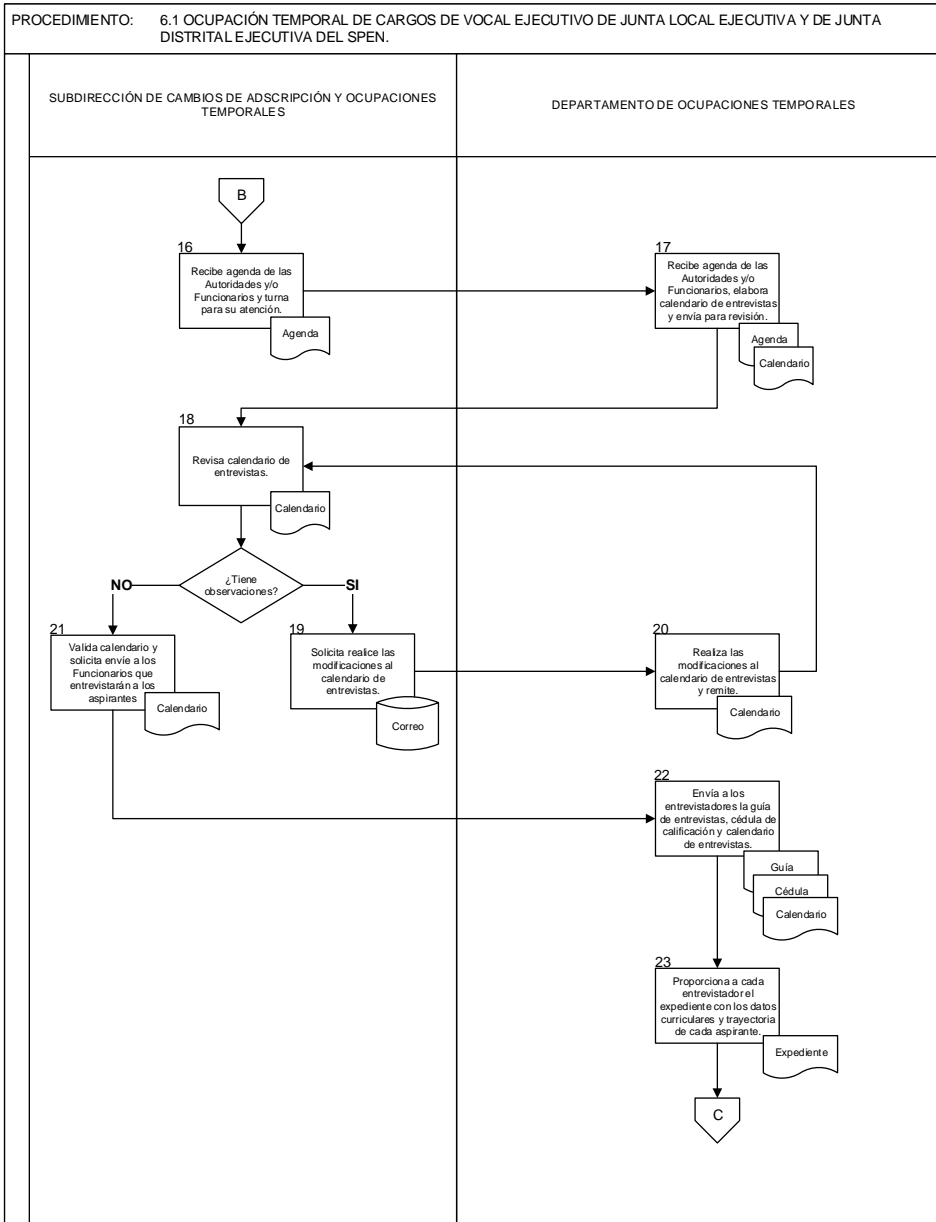 PROCEDIMIENTO: 6.1 OCUPACIÓN TEMPORAL DE CARGOS DE VOCAL EJECUTIVO DE JUNTA LOCAL EJECUTIVA Y DE JUNTA
DISTRITAL EJECUTIVA DEL SPEN.
SUBDIRECCIÓN DE CAMBIOS DE ADSCRIPCIÓN Y OCUPACIONES
TEMPORALES
DEPARTAMENTO DE OCUPACIONES TEMPORALES
B
16
Recibe agenda de las
Autoridades y/o
Funcionarios y turna
para su atención.
Agenda
17
Recibe agenda de las
Autoridades y/o
Funcionarios, elabora
calendario de entrevistas
y envía para revisión.
Agenda
Calendario
18
Revisa calendario de
entrevistas.
Calendario
¿Tiene
observaciones?
NO
SI
21
Valida calendario y
solicita envíe a los
Funcionarios que
entrevistarán a los
aspirantes
Calendario
19
Solicita realice las
modificaciones al
calendario de
entrevistas.
Correo
20
Realiza las
modificaciones al
calendario de entrevistas
y remite.
Calendario
22
Envía a los
entrevistadores la guía
de entrevistas, cédula de
calificación y calendario
de entrevistas.
Guía
Cédula
Calendario
23
Proporciona a cada
entrevistador el
expediente con los datos
curriculares y trayectoria
de cada aspirante.
Expediente
C